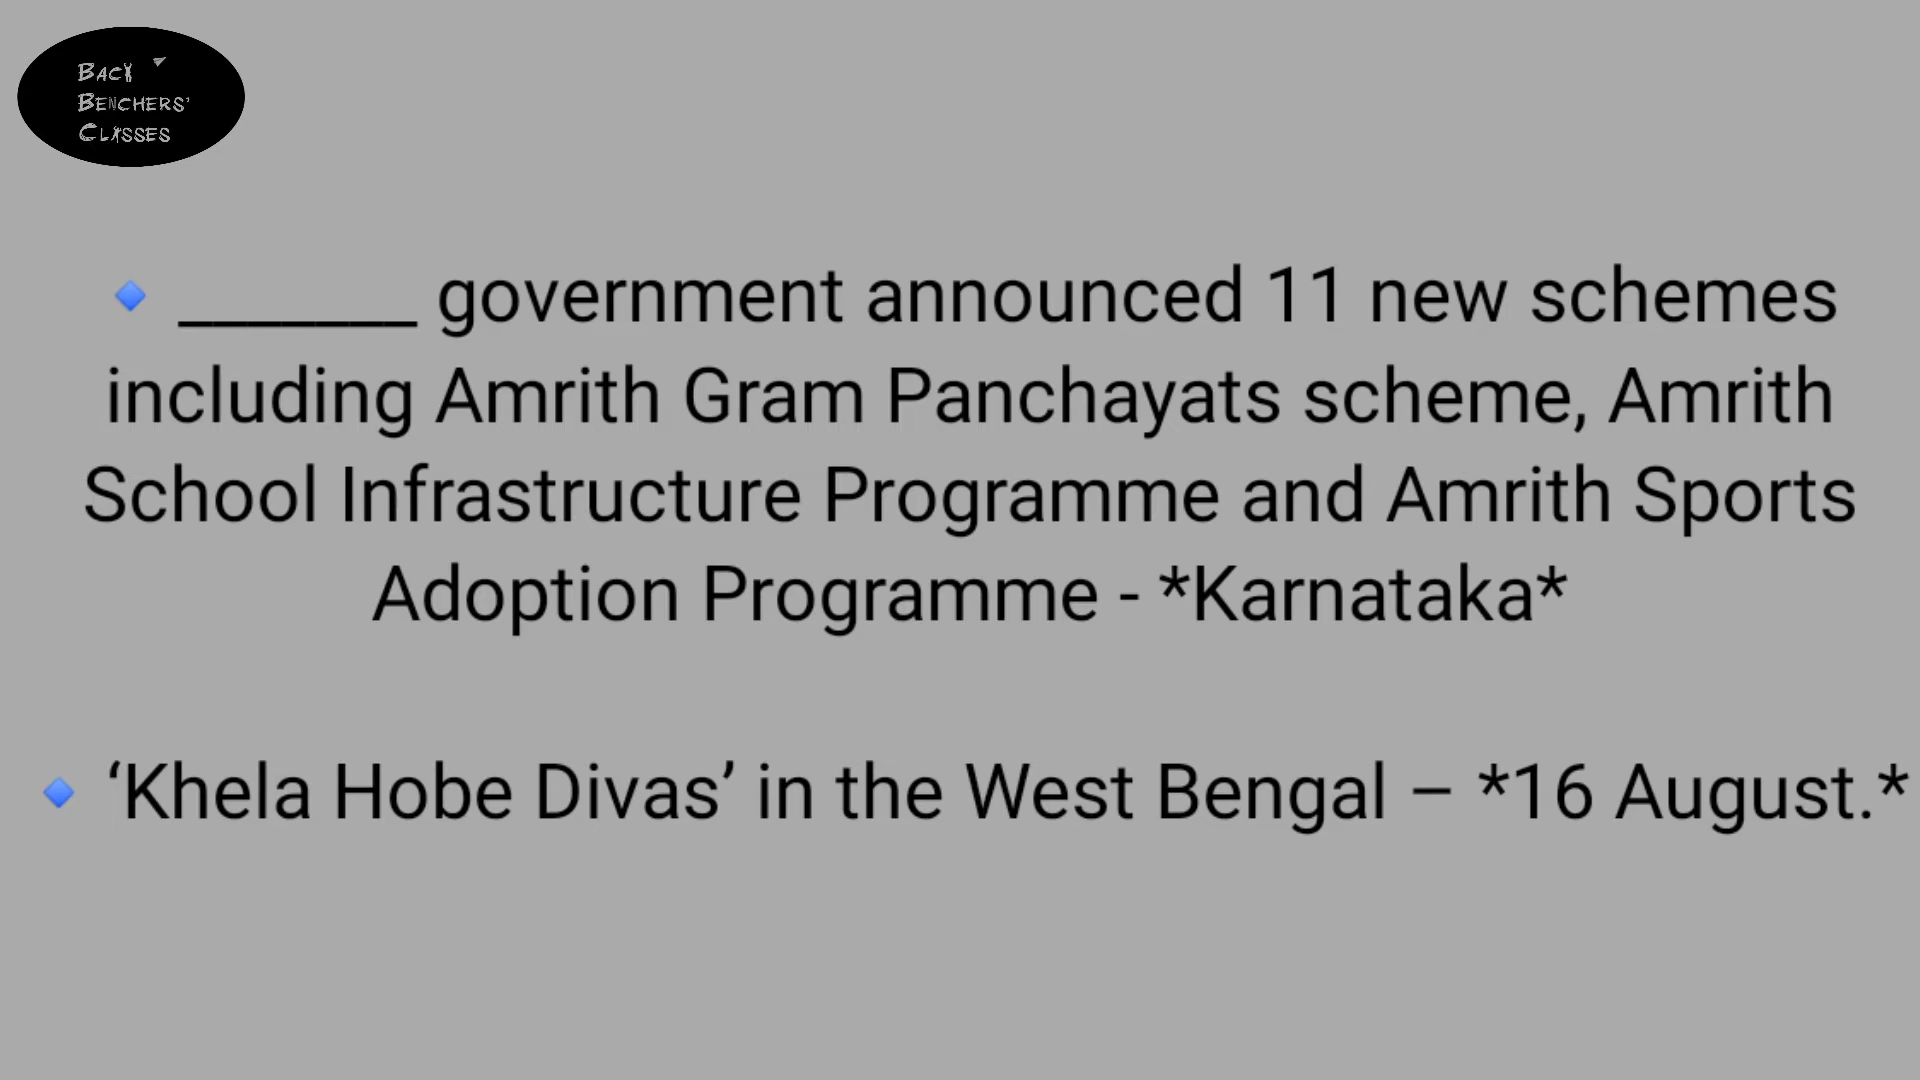 Back
Benchers'
Classes
🔹_______ government announced 11 new schemes
including Amrith Gram Panchayats scheme, Amrith
School Infrastructure Programme and Amrith Sports
Adoption Programme - *Karnataka*
🔹‘Khela Hobe Divas’ in the West Bengal – *16 August.*